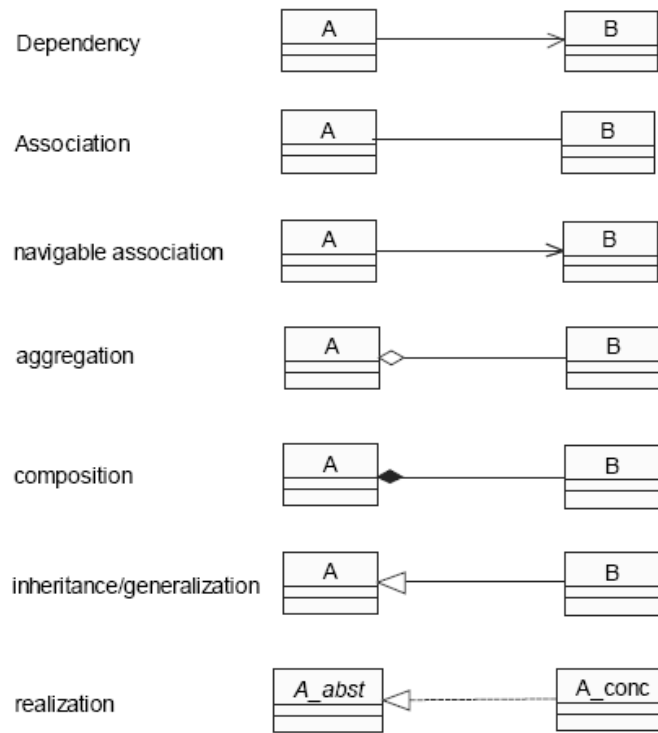 Dependency A B
Association A B
navigable association A B
aggregation A B
composition A B
inheritance/generalization A B
realization A_abst A_conc